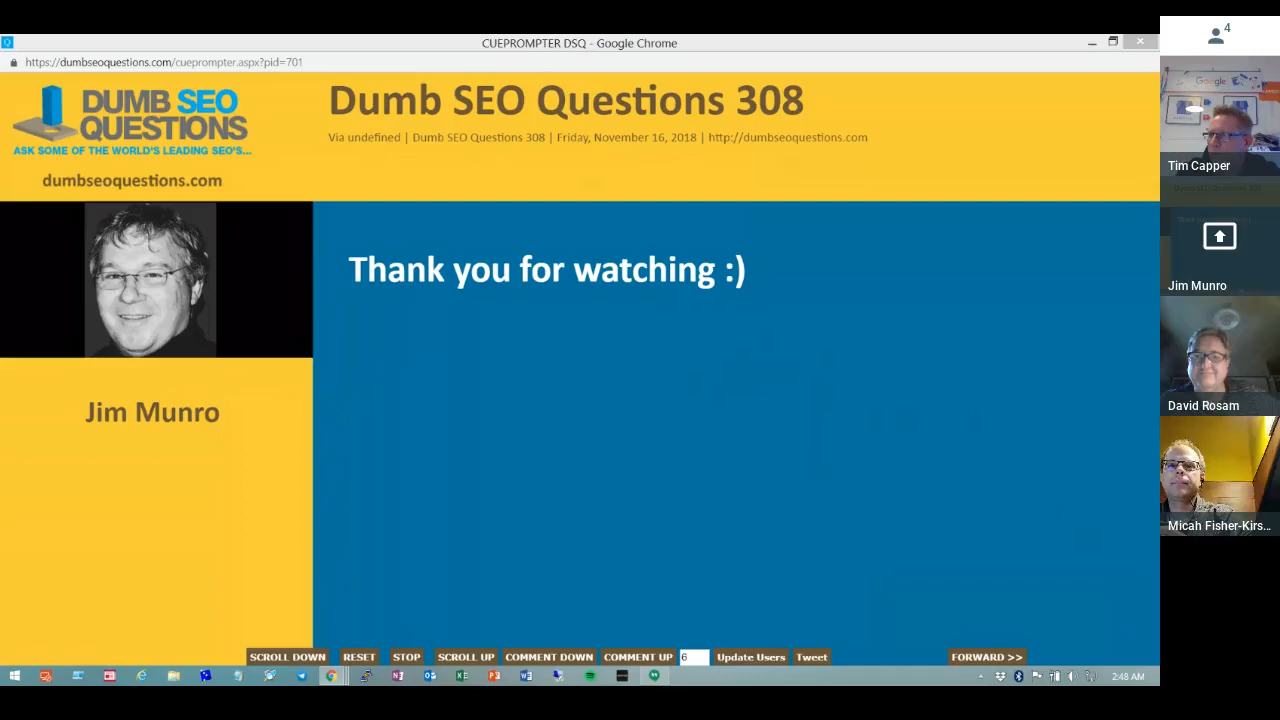 CUEPROMPTER DSQ - Google Chrome
https://dumbseoquestions.com/cueprompter.aspx?pid=701
DUMB SEO
QUESTIONS
ASK SOME OF THE WORLD'S LEADING SEO'S...
dumbseoquestions.com
Dumb SEO Questions 308
Via undefined | Dumb SEO Questions 308 | Friday, November 16, 2018 | http://dumbseoquestions.com
Thank you for watching :)
Jim Munro
SCROLL DOWN
RESET
STOP
SCROLL UP
COMMENT DOWN
COMMENT UP
6
Update Users
Tweet
FORWARD >>
2:48 AM
4
Google
Tim Capper
Jim Munro
David Rosam
Micah Fisher-Kirs...